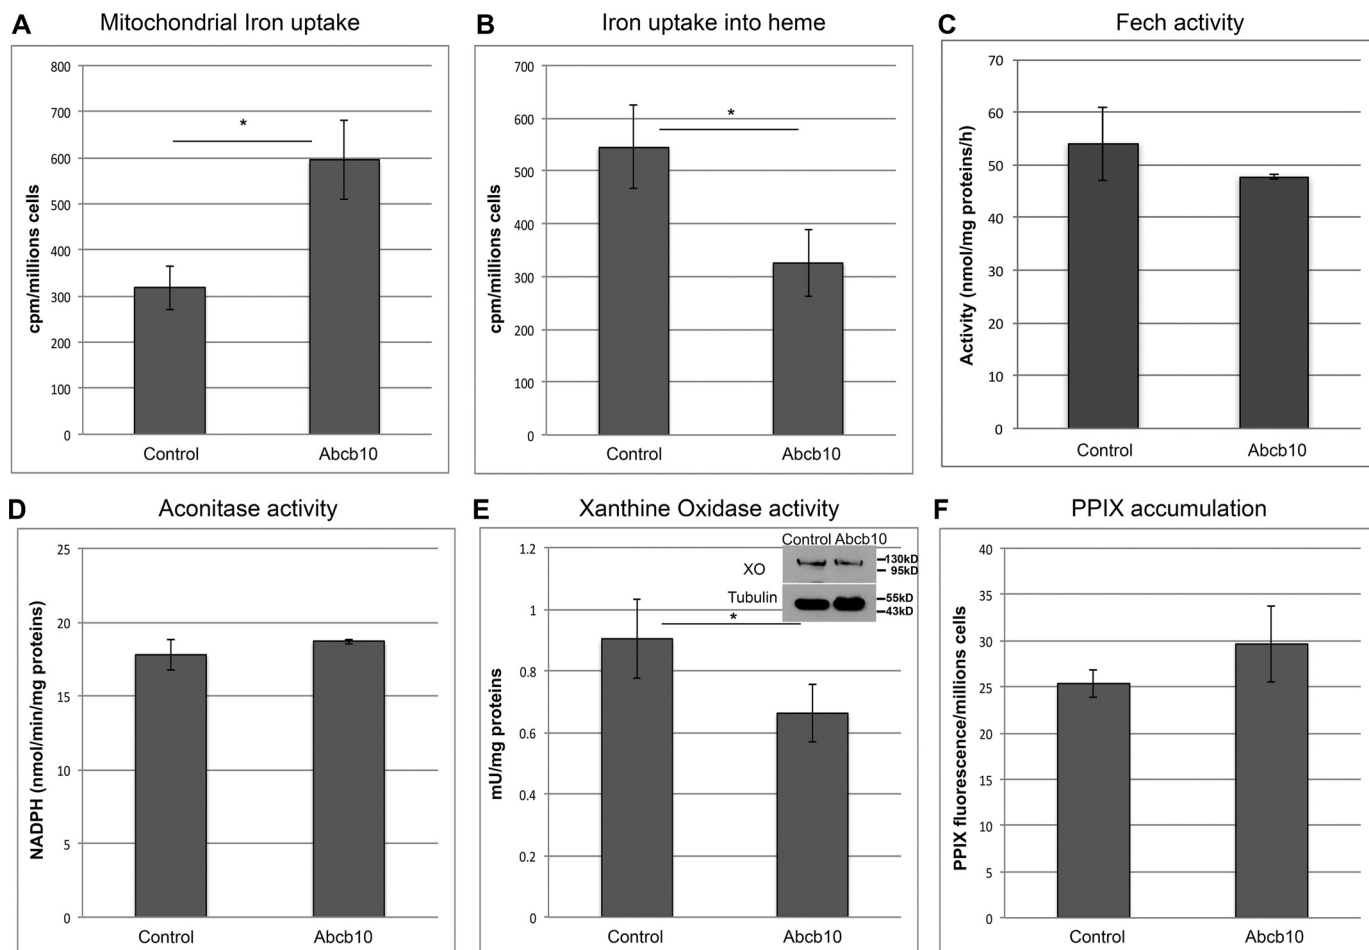 A Mitochondrial Iron uptake
cpm/millions cells
800
700
600
500
400
300
200
100
0
*
Control Abcb10
B Iron uptake into heme
cpm/millions cells
700
600
500
400
300
200
100
0
*
Control Abcb10
C Fech activity
Activity (nmol/mg proteins/h)
70
60
50
40
30
20
10
0
Control Abcb10
D Aconitase activity
NADPH (nmol/min/mg proteins)
25
20
15
10
5
0
Control Abcb10
E Xanthine Oxidase activity
mU/mg proteins
1.2
1
0.8
0.6
0.4
0.2
0
Control Abcb10
XO
130kD
95kD
Tubulin
55kD
43kD
*
Control Abcb10
F PPIX accumulation
PPIX fluorescence/millions cells
40
35
30
25
20
15
10
5
0
Control Abcb10